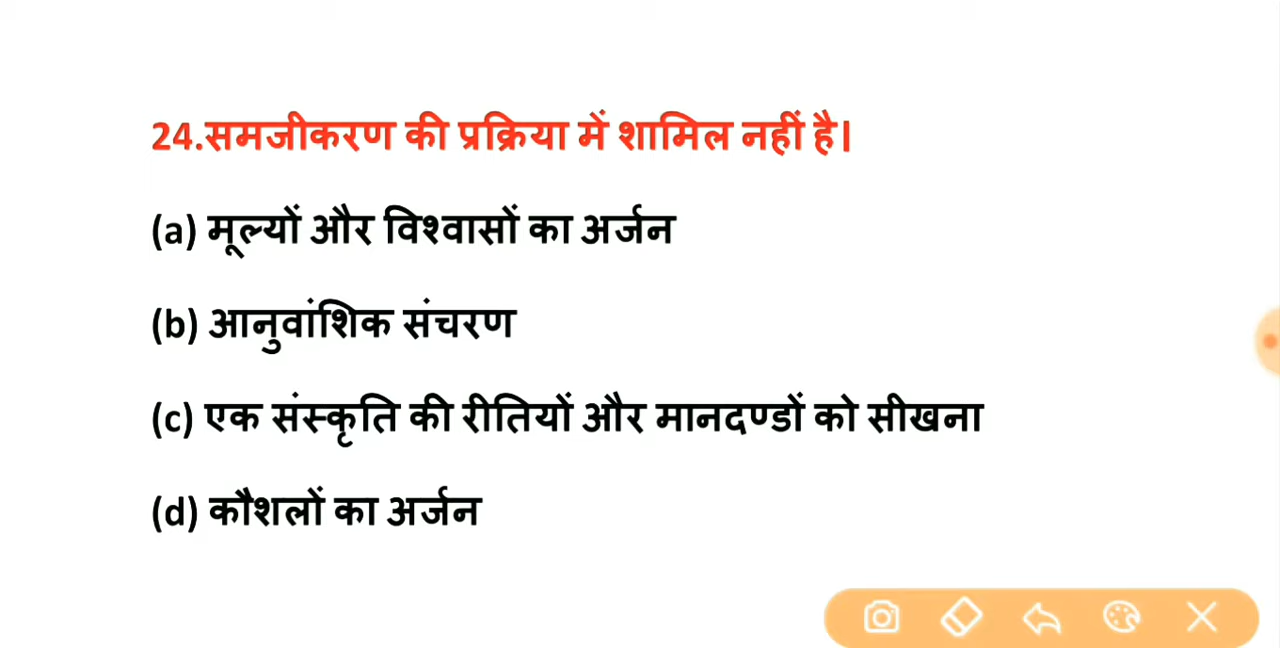 24.समजीकरण की प्रक्रिया में शामिल नहीं है।
(a) मूल्यों और विश्वासों का अर्जन
(b) आनुवांशिक संचरण
(c) एक संस्कृति की रीतियों और मानदण्डों को सीखना
(d) कौशलों का अर्जन